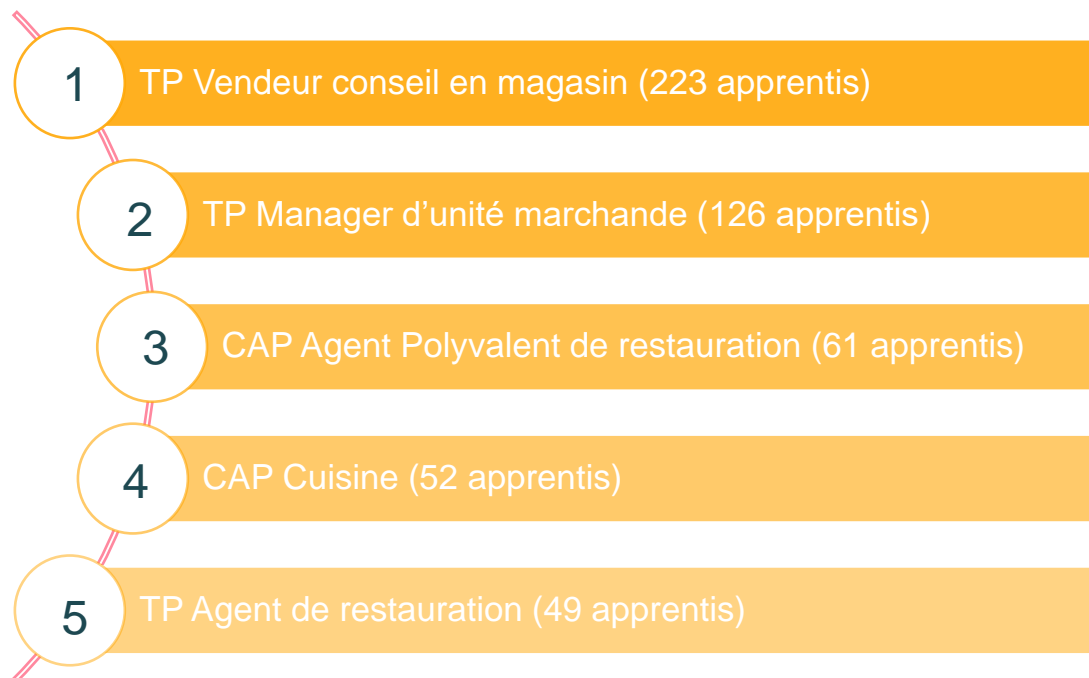 1
TP Vendeur conseil en magasin (223 apprentis)
2
TP Manager d’unité marchande (126 apprentis)
3
CAP Agent Polyvalent de restauration (61 apprentis)
4
CAP Cuisine (52 apprentis)
5
TP Agent de restauration (49 apprentis)